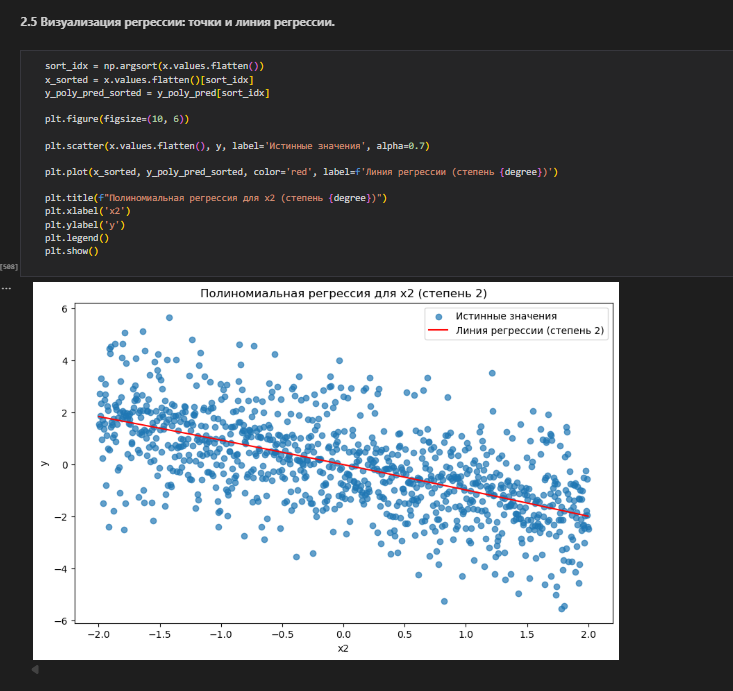 2.5 Визуализация регрессии: точки и линия регрессии.
sort_idx = np.argsort(x.values.flatten())
x_sorted = x.values.flatten()[sort_idx]
y_poly_pred_sorted = y_poly_pred[sort_idx]
plt.figure(figsize=(10, 6))
plt.scatter(x.values.flatten(), y, label='Истинные значения', alpha=0.7)
plt.plot(x_sorted, y_poly_pred_sorted, color='red', label=f'Линия регрессии (степень {degree})')
plt.title(f"Полиномиальная регрессия для x2 (степень {degree})")
plt.xlabel('x2')
plt.ylabel('y')
plt.legend()
plt.show()
[508]
...
Полиномиальная регрессия для x2 (степень 2)
Истинные значения
Линия регрессии (степень 2)
6
4
2
0
−2
−4
−6
y
−2.0 −1.5 −1.0 −0.5 0.0 0.5 1.0 1.5 2.0
x2